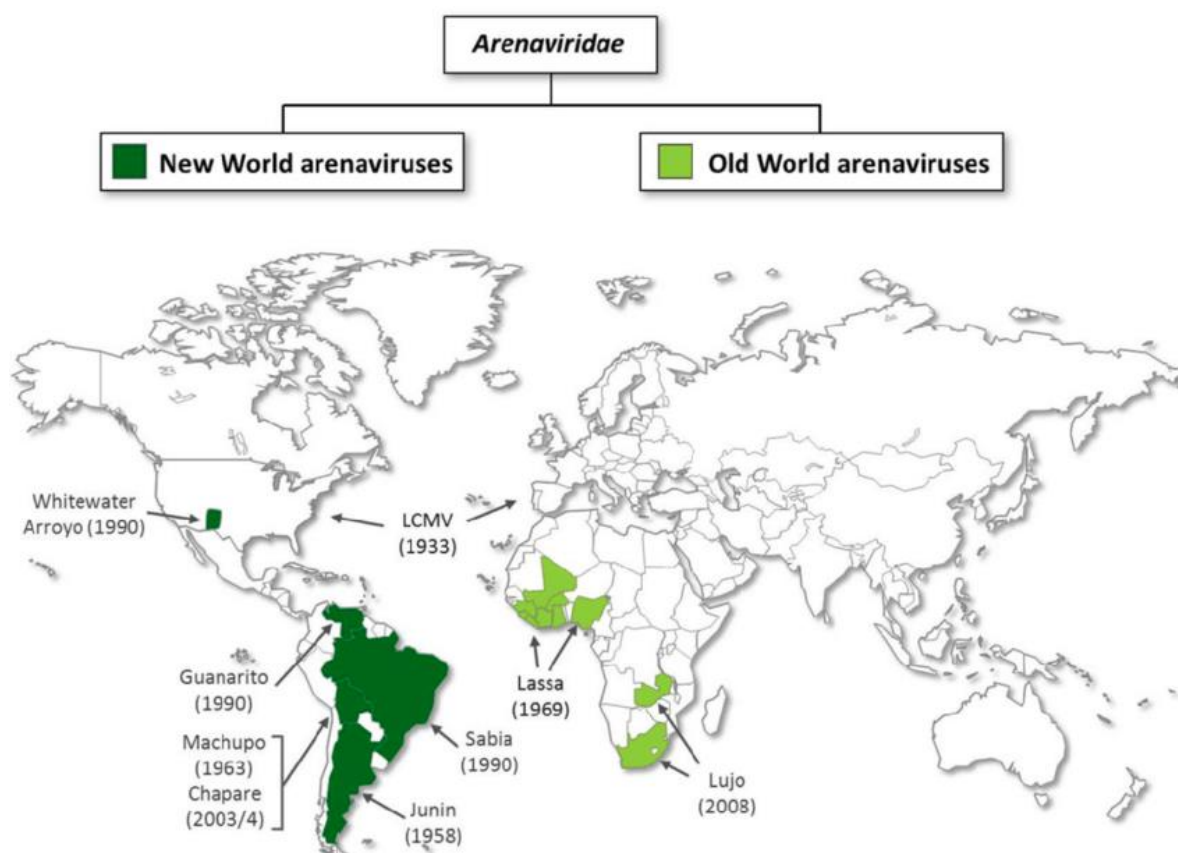 Arenaviridae
New World arenaviruses
Old World arenaviruses
Whitewater
Arroyo (1990)
LCMV
(1933)
Guanarito
(1990)
Machupo
(1963)
Chapare
(2003/4)
Sabia
(1990)
Junin
(1958)
Lassa
(1969)
Lujo
(2008)